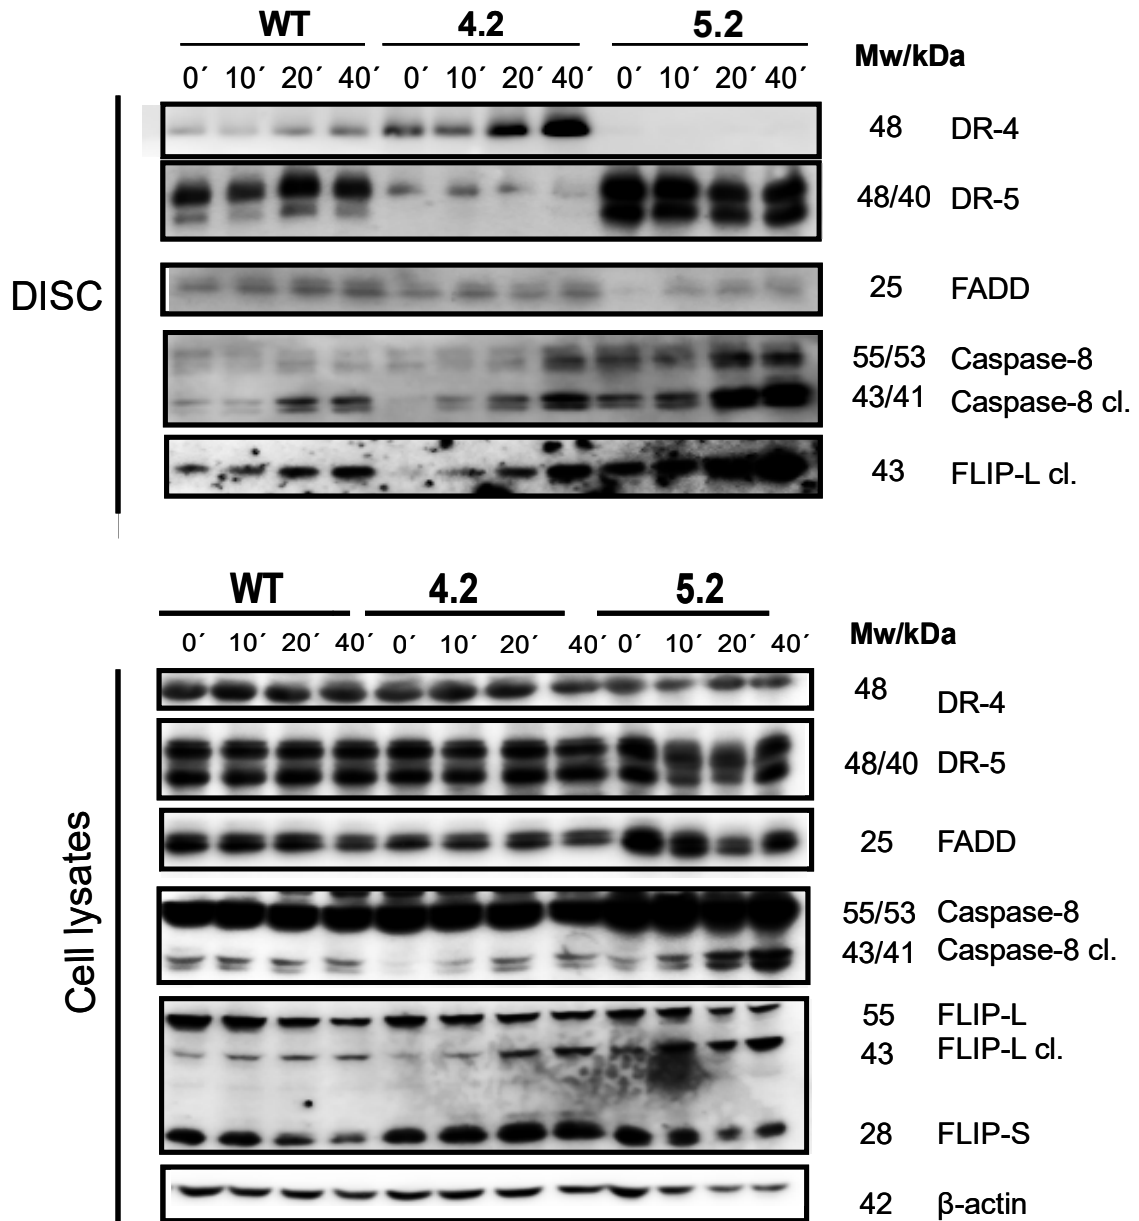 WT 4.2 5.2
Mw/kDa
0´ 10´ 20´ 40´ 0´ 10´ 20´ 40´ 0´ 10´ 20´ 40´
48 DR-4
48/40 DR-5
DISC
25 FADD
55/53 Caspase-8
43/41 Caspase-8 cl.
43 FLIP-L cl.
WT 4.2 5.2
Mw/kDa
0´ 10´ 20´ 40´ 0´ 10´ 20´ 40´ 0´ 10´ 20´ 40´
48 DR-4
48/40 DR-5
25 FADD
Cell lysates
55/53 Caspase-8
43/41 Caspase-8 cl.
55 FLIP-L
43 FLIP-L cl.
28 FLIP-S
42 β-actin